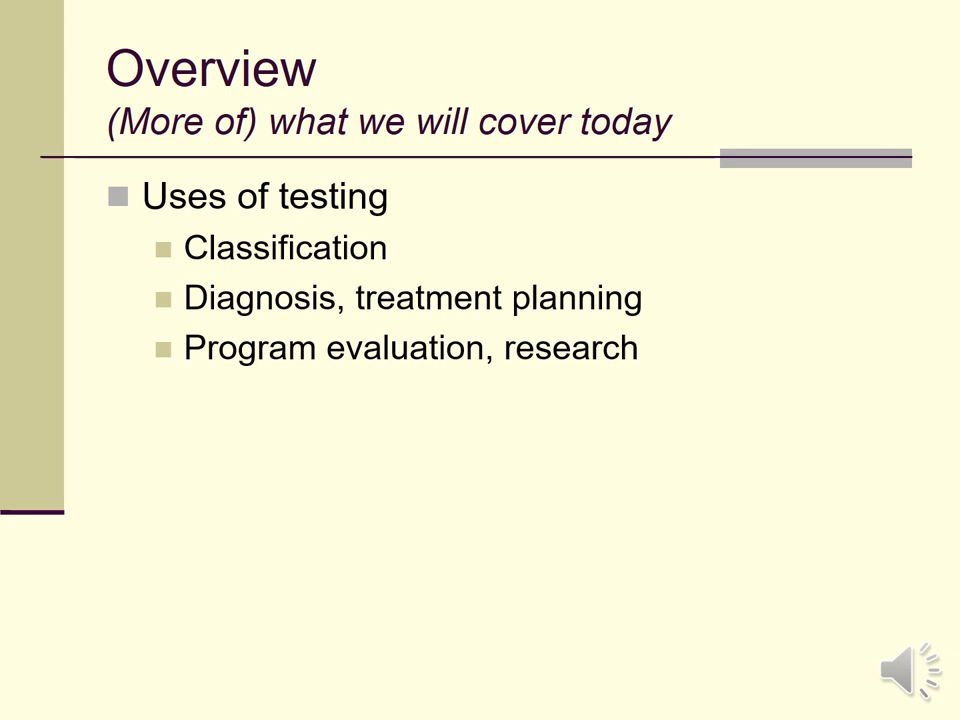 Overview
(More of) what we will cover today
Uses of testing
Classification
Diagnosis, treatment planning
Program evaluation, research